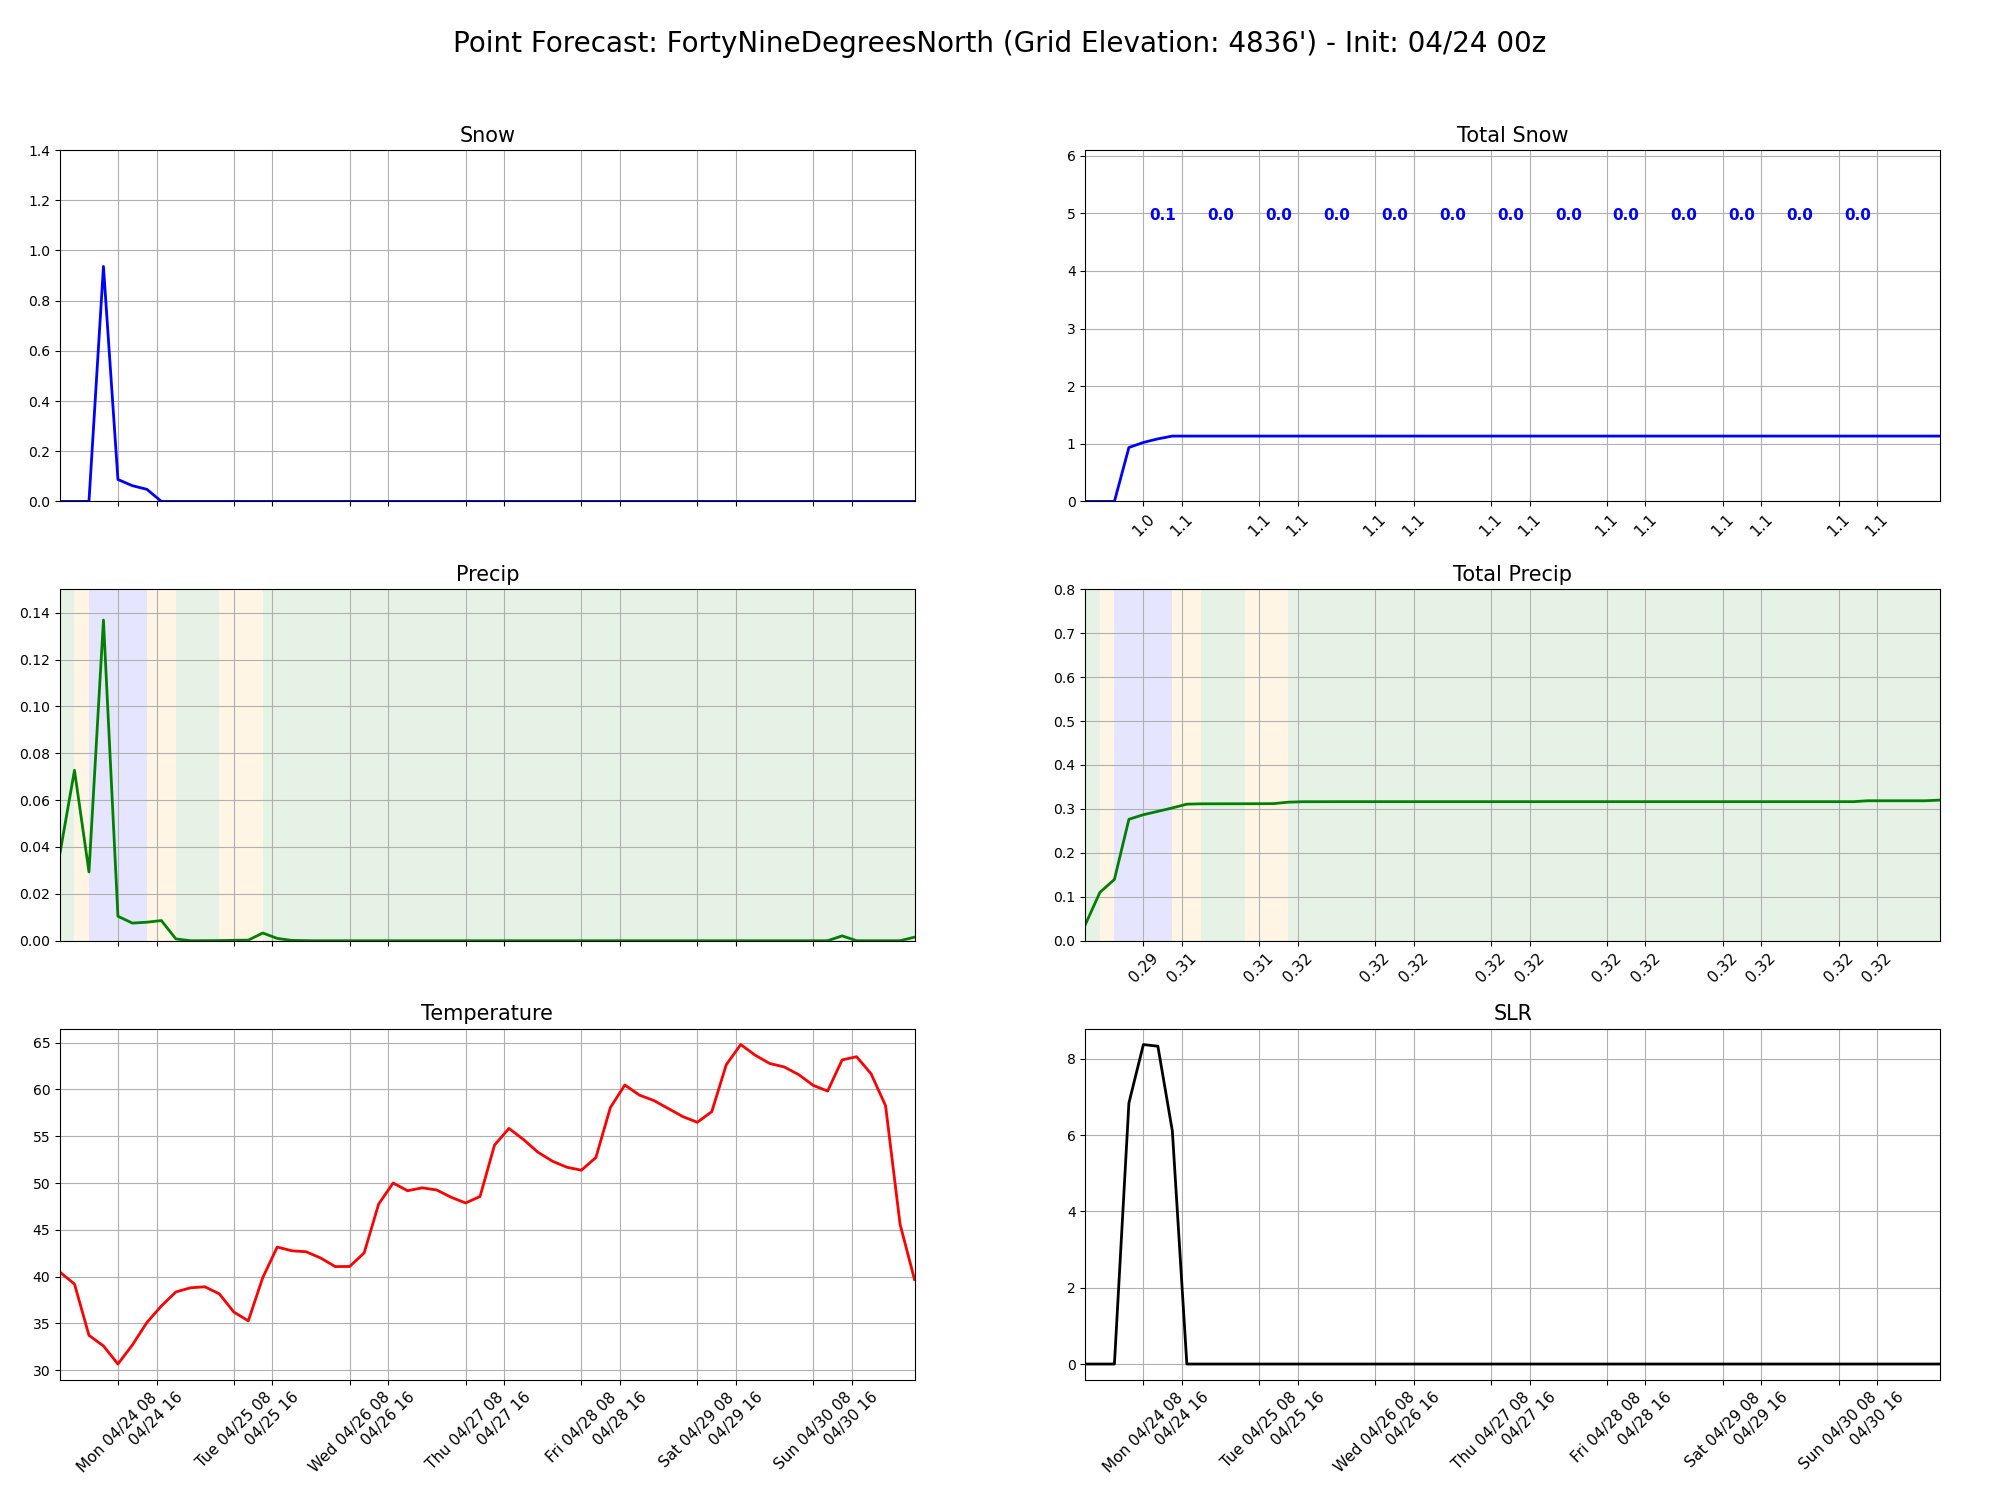 Point Forecast: FortyNineDegreesNorth (Grid Elevation: 4836') - Init: 04/24 00z
Snow
1.4
1.2
1.0
0.8
0.6
0.4
0.2
0.0
Total Snow
6
5
4
3
2
1
0
0.1 0.0 0.0 0.0 0.0 0.0 0.0 0.0 0.0 0.0 0.0 0.0 0.0
1.0 1.1 1.1 1.1 1.1 1.1 1.1 1.1 1.1 1.1 1.1 1.1 1.1 1.1
Precip
0.14
0.12
0.10
0.08
0.06
0.04
0.02
0.00
Total Precip
0.8
0.7
0.6
0.5
0.4
0.3
0.2
0.1
0.0
0.29 0.31 0.31 0.32 0.32 0.32 0.32 0.32 0.32 0.32 0.32 0.32 0.32 0.32
Temperature
65
60
55
50
45
40
35
30
Mon 04/24 08
04/24 16
Tue 04/25 08
04/25 16
Wed 04/26 08
04/26 16
Thu 04/27 08
04/27 16
Fri 04/28 08
04/28 16
Sat 04/29 08
04/29 16
Sun 04/30 08
04/30 16
SLR
8
6
4
2
0
Mon 04/24 08
04/24 16
Tue 04/25 08
04/25 16
Wed 04/26 08
04/26 16
Thu 04/27 08
04/27 16
Fri 04/28 08
04/28 16
Sat 04/29 08
04/29 16
Sun 04/30 08
04/30 16